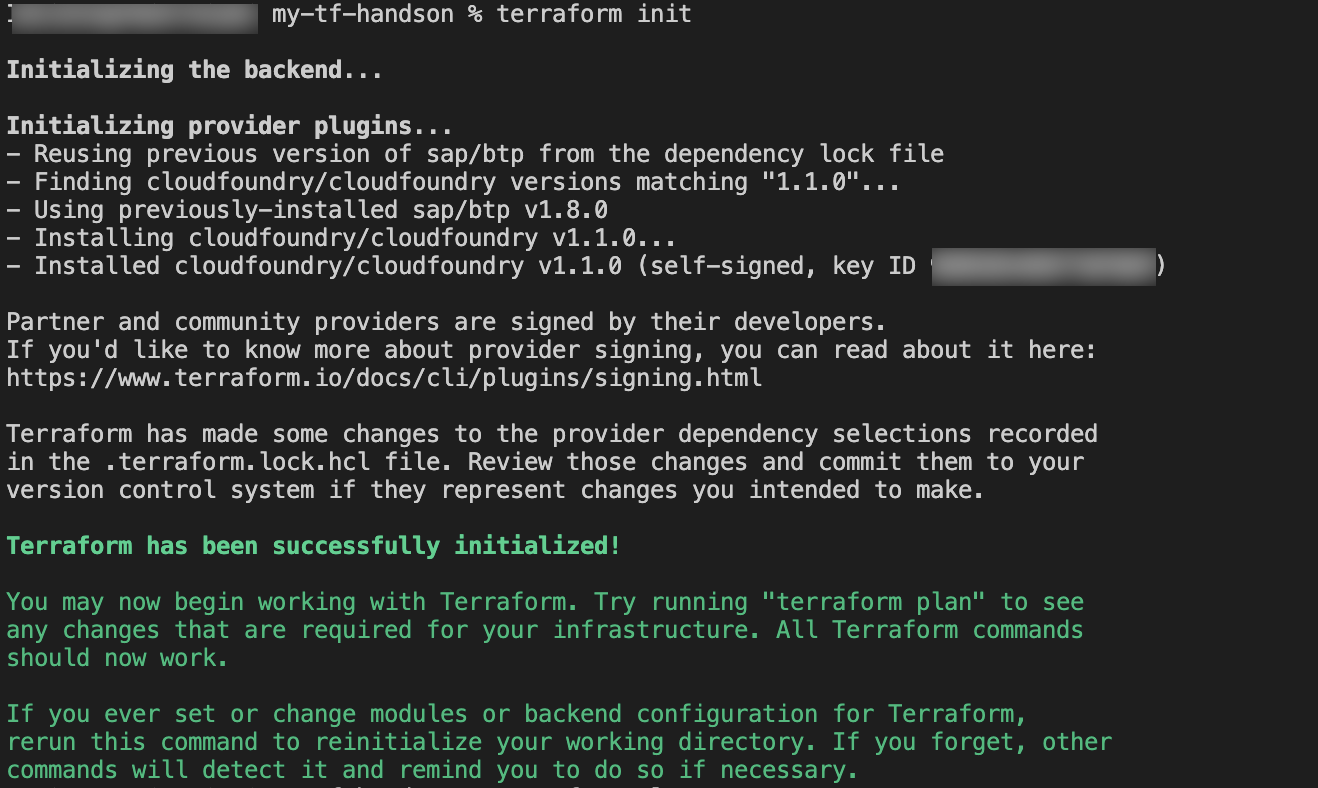 my-tf-handson % terraform init
Initializing the backend...
Initializing provider plugins...
- Reusing previous version of sap/btp from the dependency lock file
- Finding cloudfoundry/cloudfoundry versions matching "1.1.0"...
- Using previously-installed sap/btp v1.8.0
- Installing cloudfoundry/cloudfoundry v1.1.0...
- Installed cloudfoundry/cloudfoundry v1.1.0 (self-signed, key ID )
Partner and community providers are signed by their developers.
If you'd like to know more about provider signing, you can read about it here:
https://www.terraform.io/docs/cli/plugins/signing.html
Terraform has made some changes to the provider dependency selections recorded
in the .terraform.lock.hcl file. Review those changes and commit them to your
version control system if they represent changes you intended to make.
Terraform has been successfully initialized!
You may now begin working with Terraform. Try running "terraform plan" to see
any changes that are required for your infrastructure. All Terraform commands
should now work.
If you ever set or change modules or backend configuration for Terraform,
rerun this command to reinitialize your working directory. If you forget, other
commands will detect it and remind you to do so if necessary.